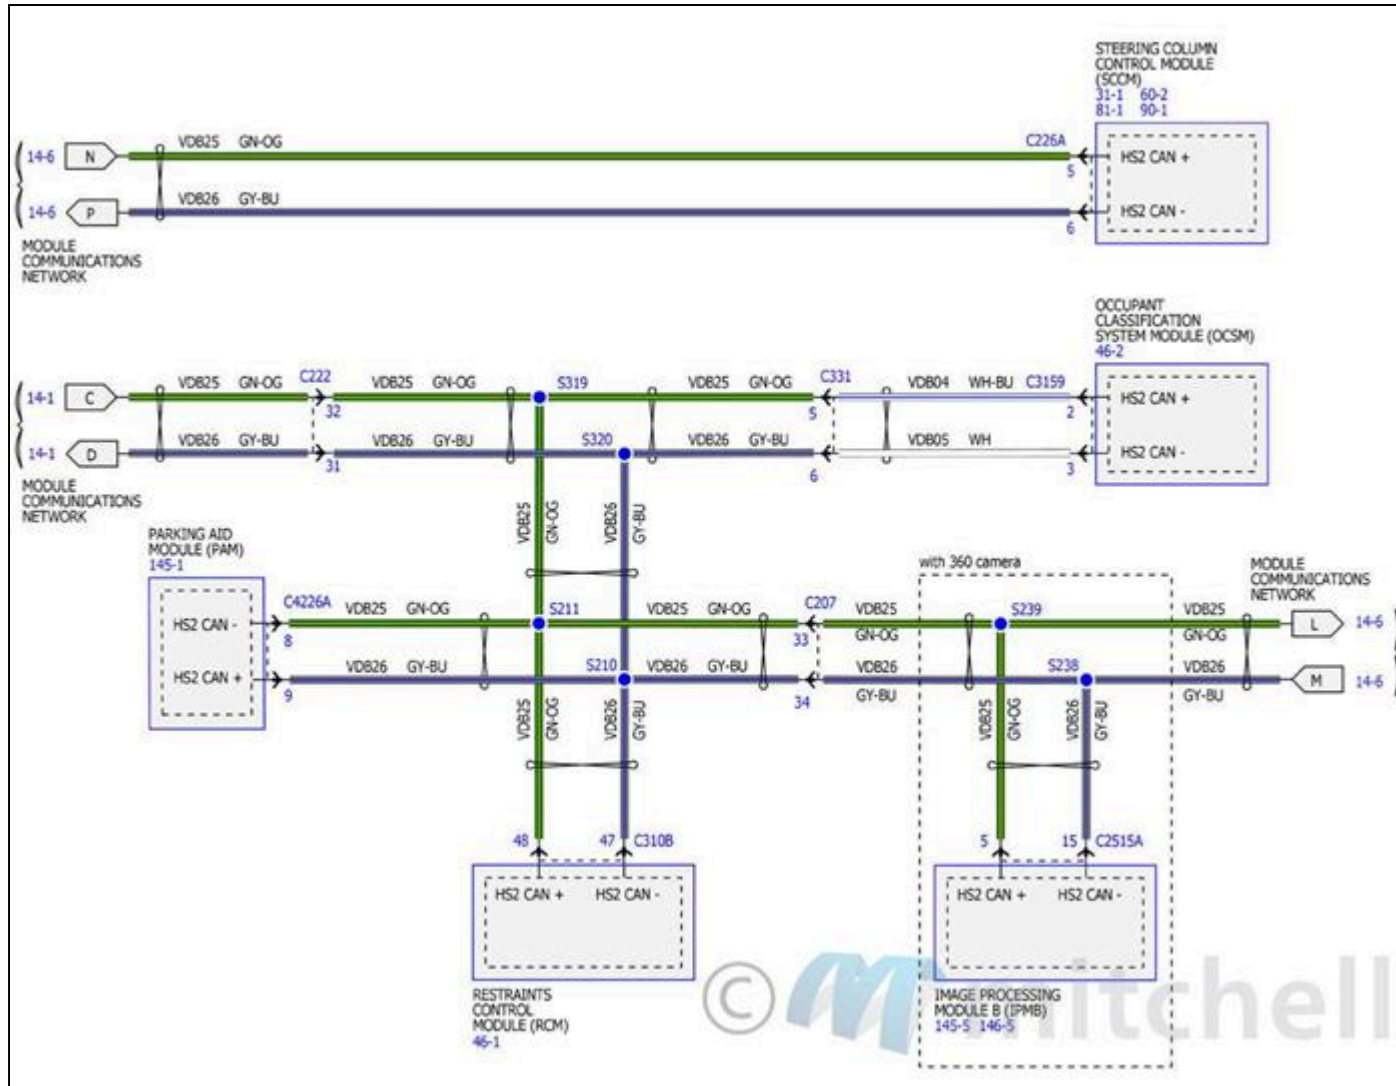 STEERING COLUMN
CONTROL MODULE
(SCCM)
31-1 60-2
81-1 90-1
VDB25 GN-OG
C226A
14-6 N
HS2 CAN +
5
VDB26 GY-BU
14-6 P
HS2 CAN -
6
MODULE
COMMUNICATIONS
NETWORK
OCCUPANT
CLASSIFICATION
SYSTEM MODULE (OCSM)
46-2
VDB25 GN-OG C222 VDB25 GN-OG S319 VDB25 GN-OG C331 VDB04 WH-BU C3159
14-1 C
HS2 CAN +
32 5 2
VDB26 GY-BU VDB26 GY-BU S320 VDB26 GY-BU VDB05 WH
14-1 D
HS2 CAN -
31 6 3
MODULE
COMMUNICATIONS
NETWORK
VDB25 GN-OG VDB26 GY-BU
PARKING AID
MODULE (PAM)
145-1
with 360 camera
MODULE
COMMUNICATIONS
NETWORK
C4226A VDB25 GN-OG S211 VDB25 GN-OG C207 VDB25 S239 VDB25
HS2 CAN -
L 14-6
8 33 GN-OG GN-OG
VDB26 GY-BU S210 VDB26 GY-BU VDB26 S238 VDB26
HS2 CAN +
M 14-6
9 34 GY-BU GY-BU
VDB25 GN-OG VDB26 GY-BU VDB25 GN-OG VDB26 GY-BU
48 47 C310B 5 15 C2515A
HS2 CAN + HS2 CAN - HS2 CAN + HS2 CAN -
RESTRAINTS
CONTROL
MODULE (RCM)
46-1
IMAGE PROCESSING
MODULE B (IPMB)
145-5 146-5
© mitchell